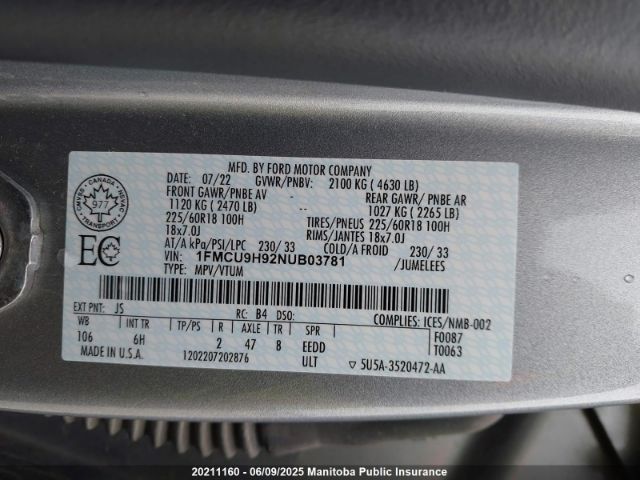 MFD. BY FORD MOTOR COMPANY
DATE: 07/22 GVWR/PNBV: 2100 KG ( 4630 LB)
FRONT GAWR/PNBE AV REAR GAWR/ PNBE AR
1120 KG ( 2470 LB) -- 1027 KG ( 2265 LB)
225/60R18 100H TIRES/PNEUS 225/60R18 100H
18x7.0J RIMS/JANTES 18x7.0J
AT/A kPa/PSI/LPC 230/ 33 COLD/A FROID 230/ 33
VIN: 1FMCU9H92NUB03781 /JUMELEES
TYPE: MPV/VTUM
CANADA
977
TRANSPORT
EC
EXT PNT: JS RC: B4 DSO: COMPLIES: ICES/NMB-002
WB INT TR TP/PS R AXLE TR SPR F0087
106 6H 2 47 8 EEDD T0063
MADE IN U.S.A. 1202207202876 ULT 5U5A-3520472-AA
20211160 - 06/09/2025 Manitoba Public Insurance